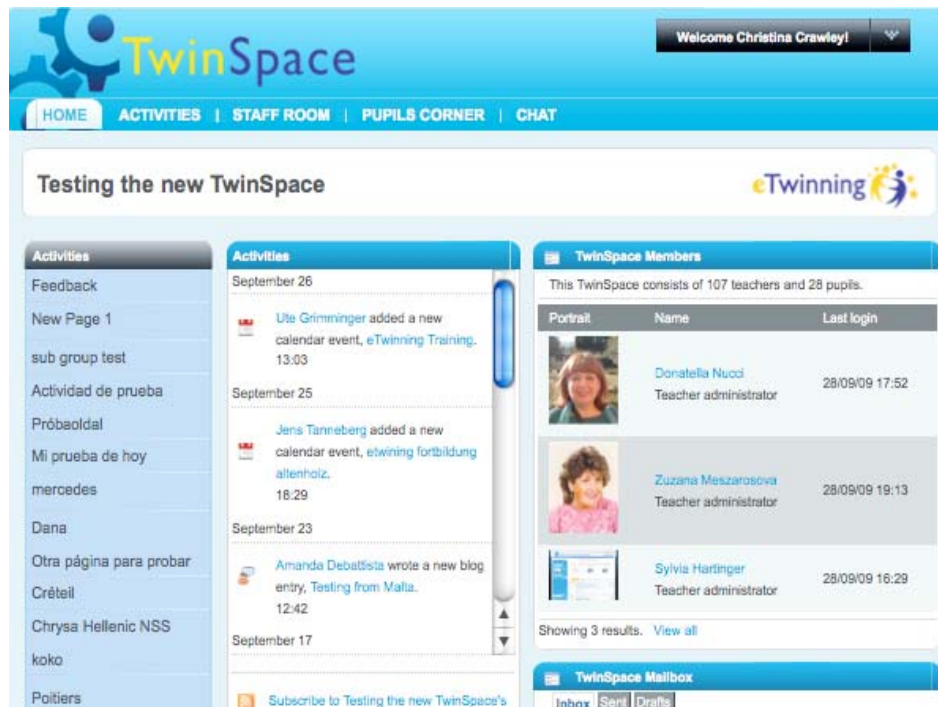 TwinSpace
Welcome Christina Crawley!
HOME ACTIVITIES | STAFF ROOM | PUPILS CORNER | CHAT
Testing the new TwinSpace
eTwinning
Activities
Feedback
New Page 1
sub group test
Actividad de prueba
Próbaoldal
Mi prueba de hoy
mercedes
Dana
Otra página para probar
Créteil
Chrysa Hellenic NSS
koko
Poitiers
Activities
September 26
Ute Grimminger added a new
calendar event, eTwinning Training.
13:03
September 25
Jens Tanneberg added a new
calendar event, etwining fortbildung
altenholz.
18:29
September 23
Amanda Debattista wrote a new blog
entry, Testing from Malta.
12:42
September 17
Subscribe to Testing the new TwinSpace's
TwinSpace Members
This TwinSpace consists of 107 teachers and 28 pupils.
Portrait Name Last login
Donatella Nucci
Teacher administrator
28/09/09 17:52
Zuzana Meszarosova
Teacher administrator
28/09/09 19:13
Sylvia Hartinger
Teacher administrator
28/09/09 16:29
Showing 3 results. View all
TwinSpace Mailbox
Inbox Sent Drafts